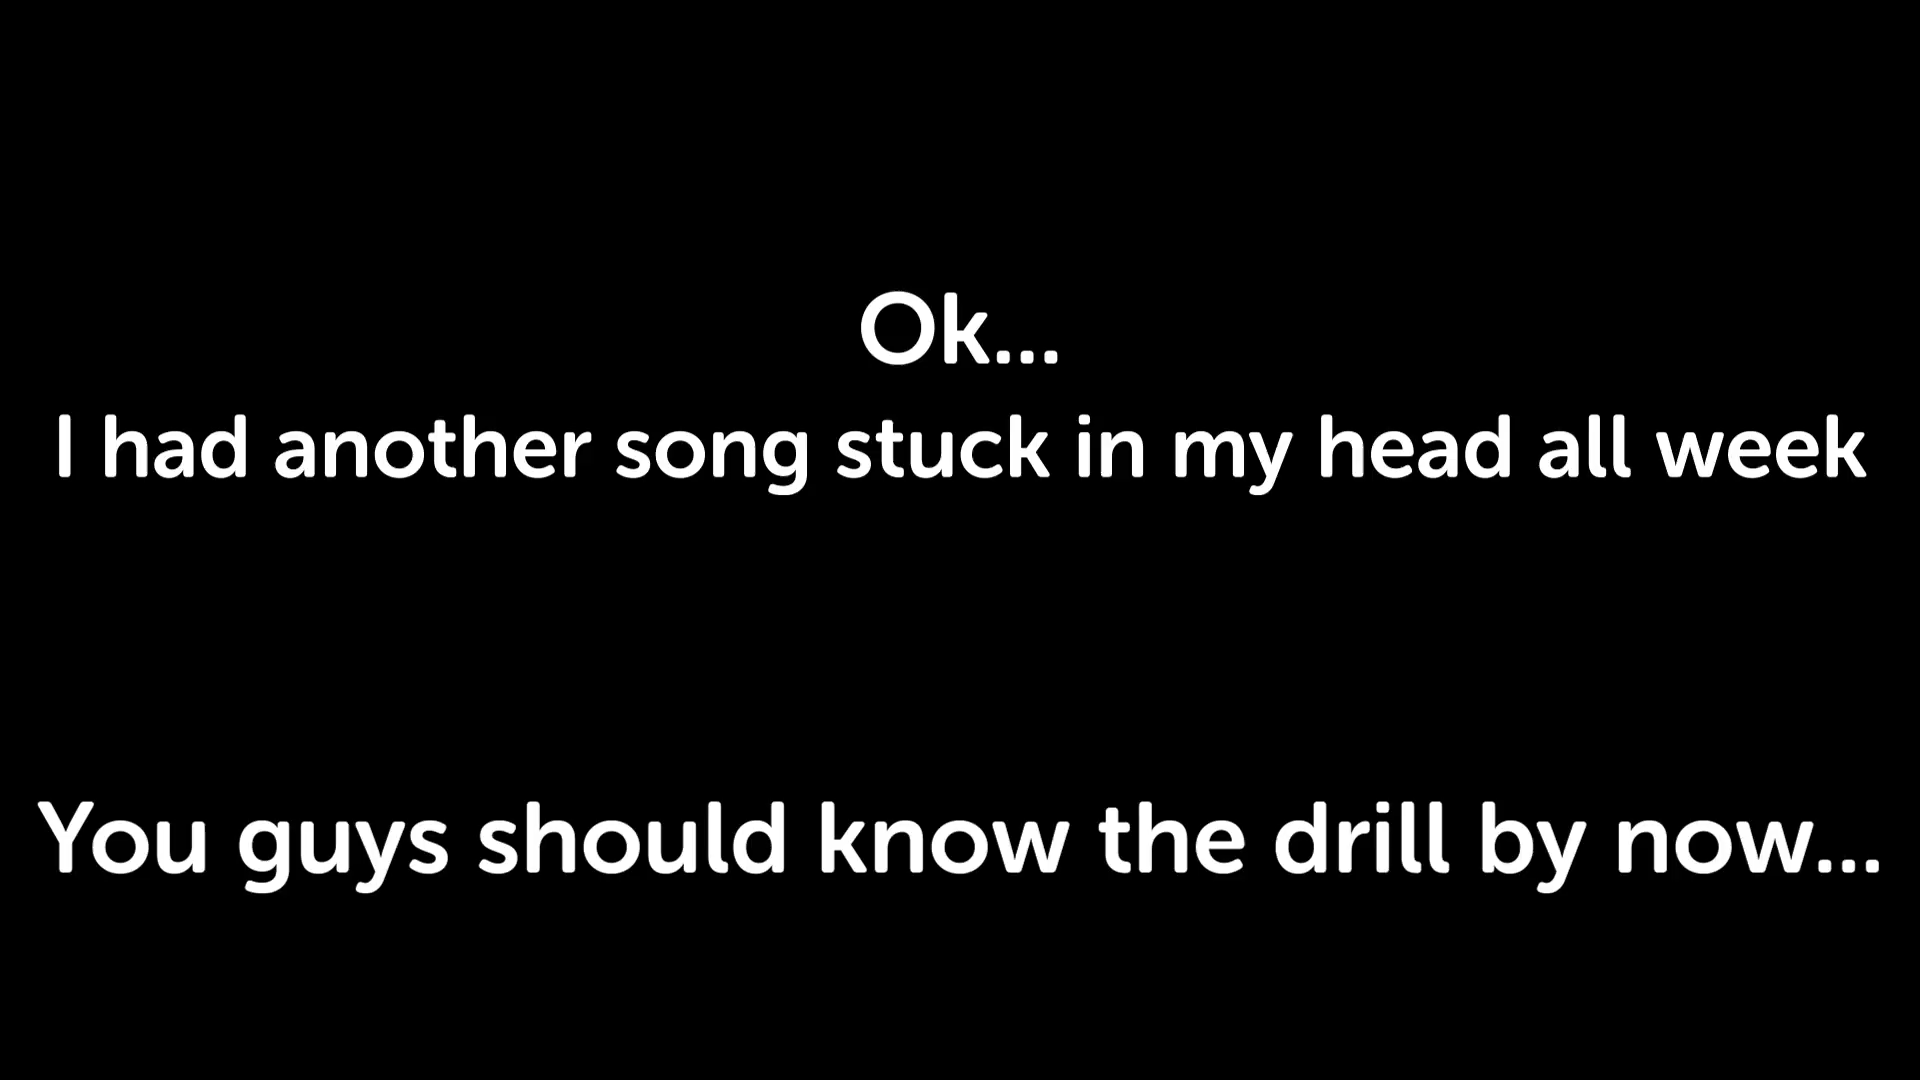 Ok...
I had another song stuck in my head all week
You guys should know the drill by now...